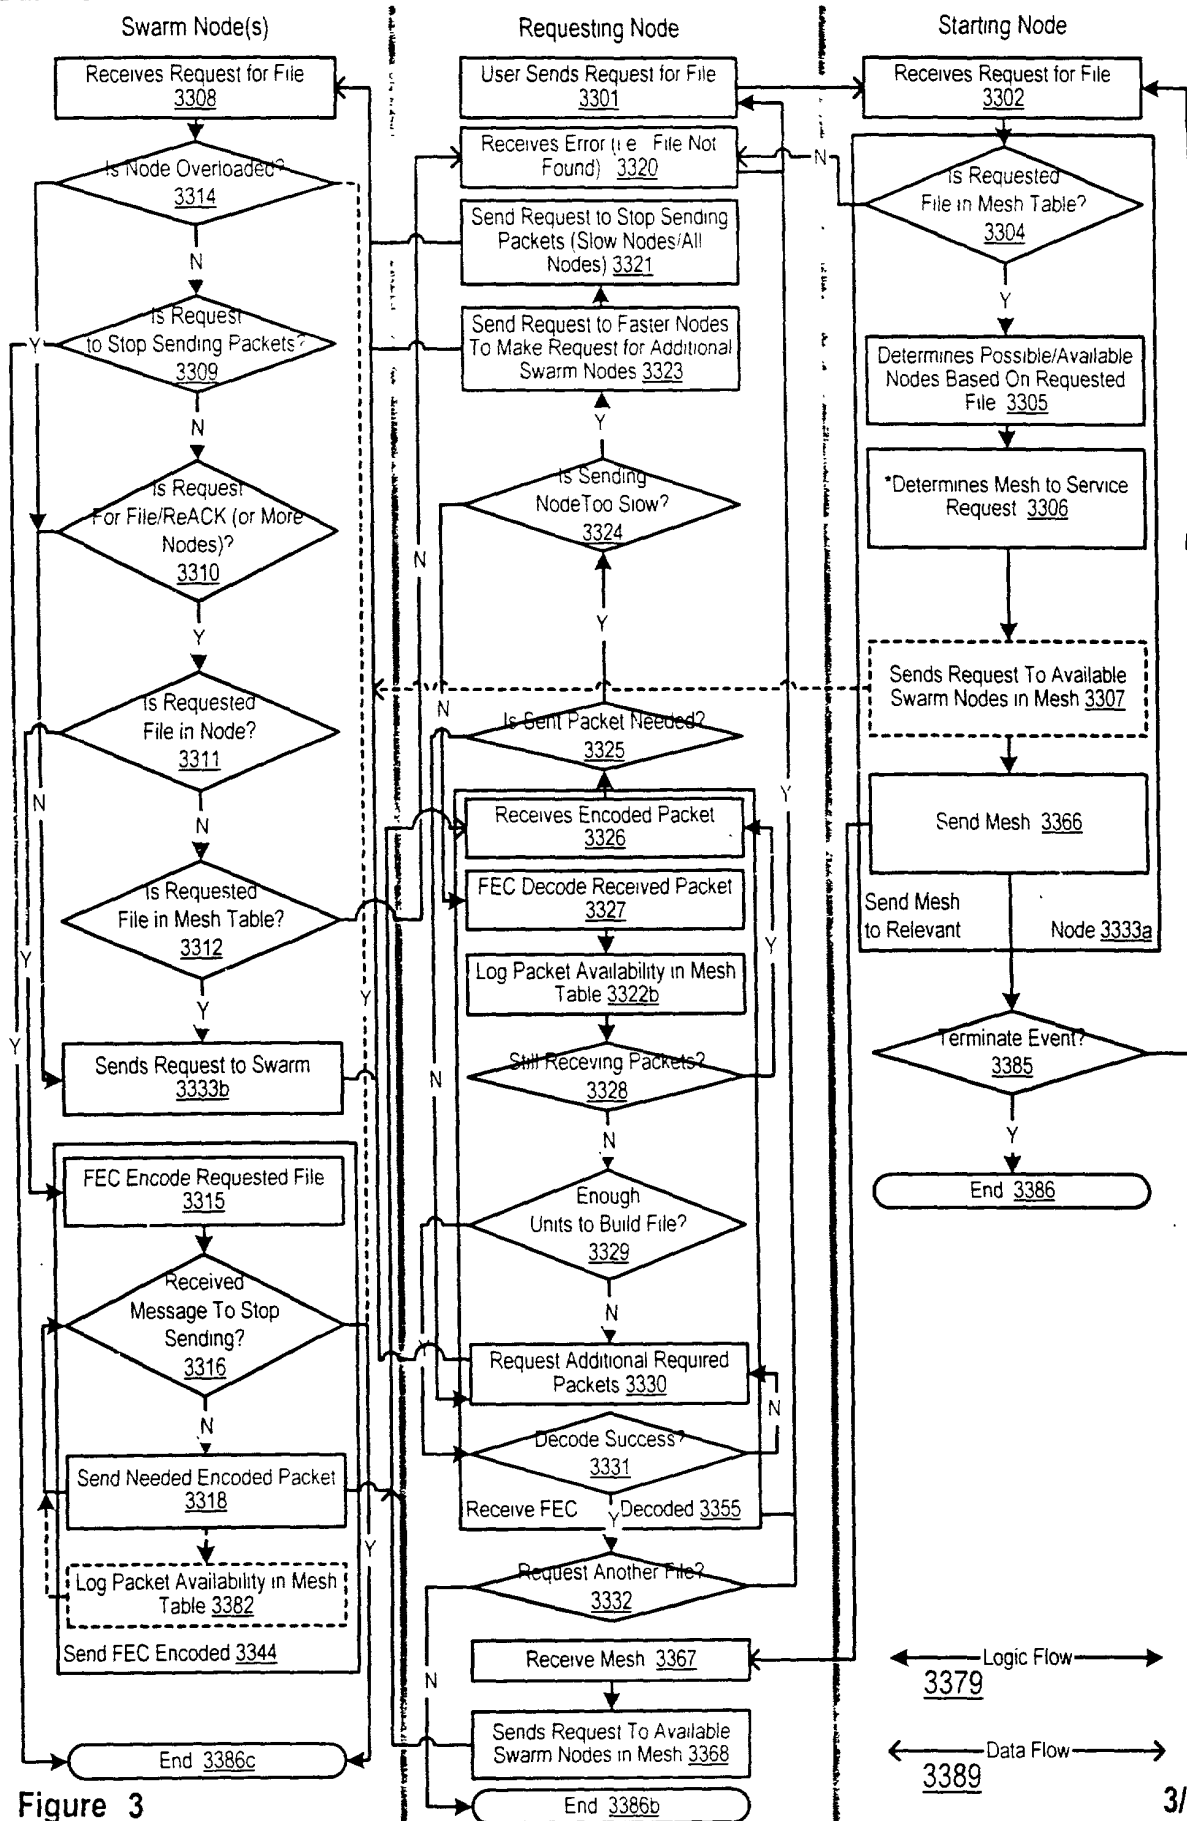 Swarm Node(s)
Receives Request for File
3308
Is Node Overloaded?
3314
N
Is Request
to Stop Sending Packets?
3309
Y
N
Is Request
For File/ReACK (or More
Nodes)?
3310
Y
Is Requested
File in Node?
3311
N
N
Is Requested
File in Mesh Table?
3312
Y
Y
Y
Y
Sends Request to Swarm
3333b
FEC Encode Requested File
3315
Received
Message To Stop
Sending?
3316
N
Send Needed Encoded Packet
3318
Y
Log Packet Availability in Mesh
Table 3382
Send FEC Encoded 3344
End 3386c
Figure 3
Requesting Node
User Sends Request for File
3301
Receives Error (i e File Not
Found) 3320
Send Request to Stop Sending
Packets (Slow Nodes/All
Nodes) 3321
Send Request to Faster Nodes
To Make Request for Additional
Swarm Nodes 3323
Y
Is Sending
NodeToo Slow?
3324
N
Y
N
Is Sent Packet Needed?
3325
Y
Receives Encoded Packet
3326
FEC Decode Received Packet
3327
Y
Log Packet Availability in Mesh
Table 3322b
Still Receving Packets?
3328
N
N
Enough
Units to Build File?
3329
N
Y
Request Additional Required
Packets 3330
N
Decode Success?
3331
Receive FEC Decoded 3355
Y
Request Another File?
3332
N
Receive Mesh 3367
Sends Request To Available
Swarm Nodes in Mesh 3368
End 3386b
Starting Node
Receives Request for File
3302
N
Is Requested
File in Mesh Table?
3304
Y
Determines Possible/Available
Nodes Based On Requested
File 3305
*Determines Mesh to Service
Request 3306
Sends Request To Available
Swarm Nodes in Mesh 3307
Send Mesh 3366
Send Mesh
to Relevant Node 3333a
Terminate Event?
3385
Y
End 3386
Logic Flow
3379
Data Flow
3389
3/